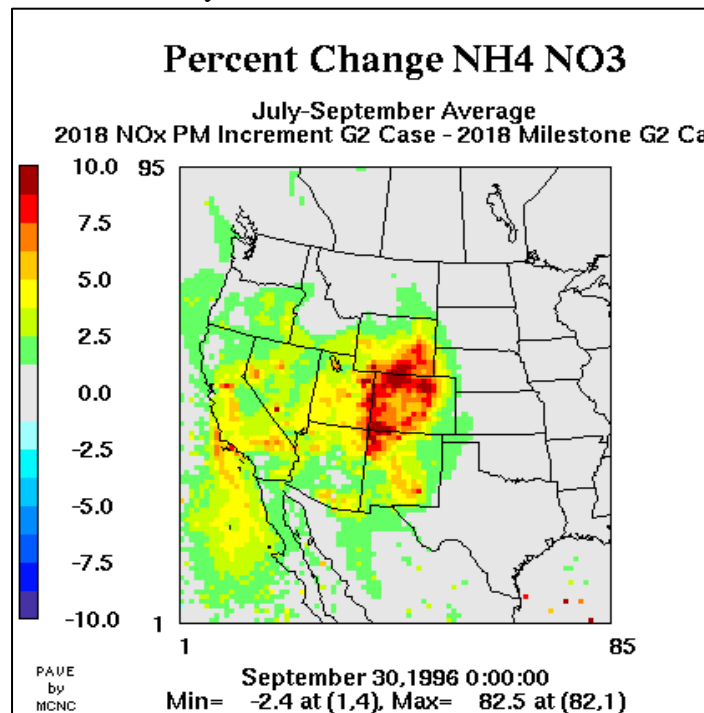 Percent Change NH4 NO3
July-September Average
2018 NOx PM Increment G2 Case - 2018 Milestone G2 Ca
10.0
7.5
5.0
2.5
0.0
-2.5
-5.0
-7.5
-10.0
95
1
1
85
PAVE
by
MCNC
September 30,1996 0:00:00
Min= -2.4 at (1,4), Max= 82.5 at (82,1)